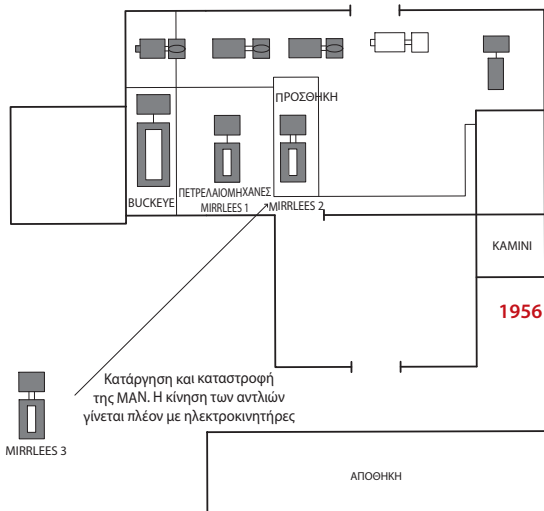 ΠΡΟΣΘΗΚΗ
BUCKEYE
ΠΕΤΡΕΛΑΙΟΜΗΧΑΝΕΣ
MIRRLEES 1
MIRRLEES 2
ΚΑΜΙΝΙ
1956
Κατάργηση και καταστροφή
της MAN. Η κίνηση των αντλιών
γίνεται πλέον με ηλεκτροκινητήρες
MIRRLEES 3
ΑΠΟΘΗΚΗ